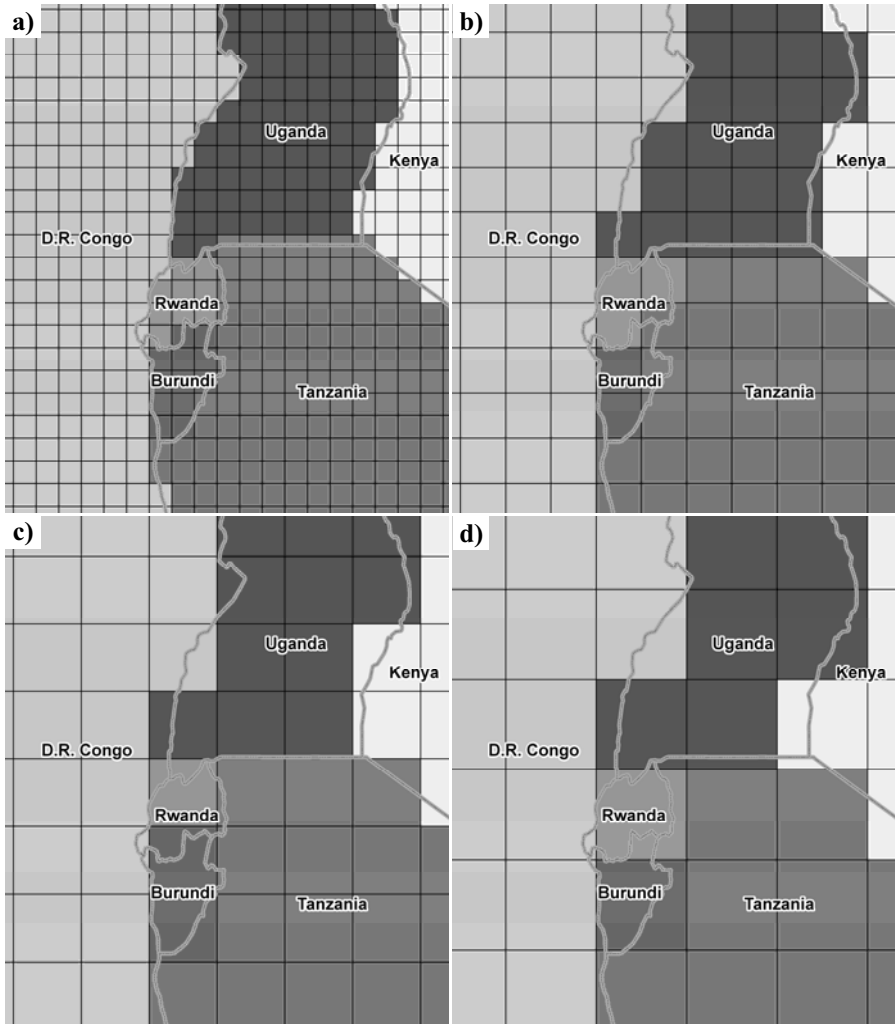 a)
Uganda
Kenya
D.R. Congo
Rwanda
Burundi
Tanzania
b)
Uganda
Kenya
D.R. Congo
Rwanda
Burundi
Tanzania
c)
Uganda
Kenya
D.R. Congo
Rwanda
Burundi
Tanzania
d)
Uganda
Kenya
D.R. Congo
Rwanda
Burundi
Tanzania